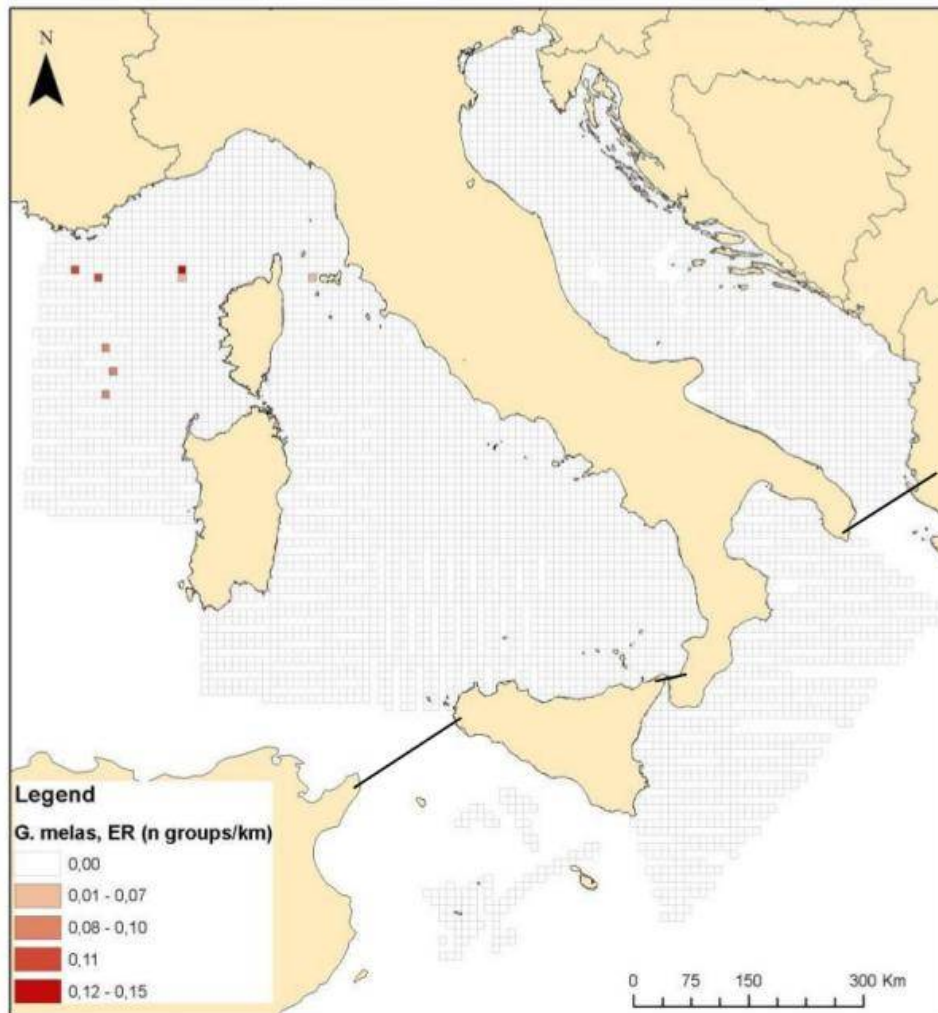 N
Legend
G. melas, ER (n groups/km)
0,00
0,01 - 0,07
0,08 - 0,10
0,11
0,12 - 0,15
0 75 150 300 Km